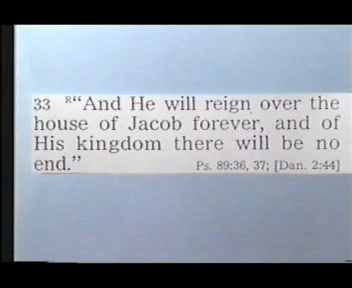 33 R“And He will reign over the
house of Jacob forever, and of
His kingdom there will be no
end.” Ps. 89:36, 37; [Dan. 2:44]